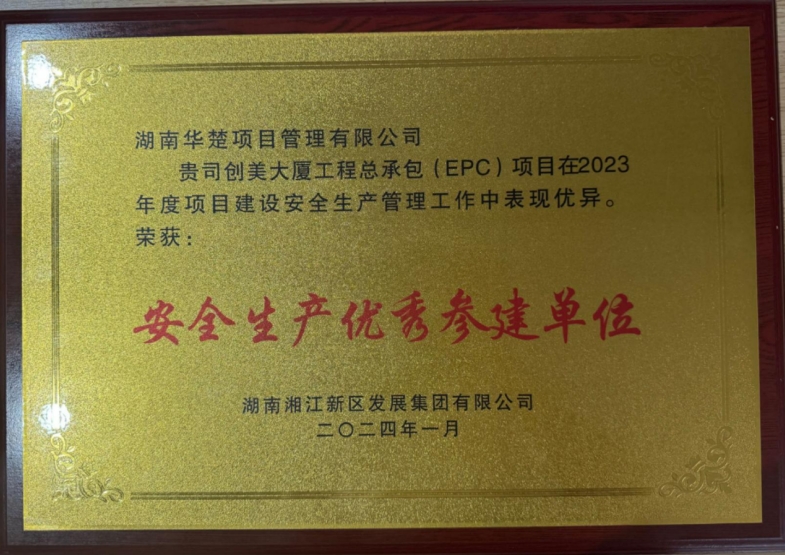 湖南华楚项目管理有限公司
贵司创美大厦工程总承包（EPC）项目在2023
年度项目建设安全生产管理工作中表现优异。
荣获：
安全生产优秀参建单位
湖南湘江新区发展集团有限公司
二〇二四年一月